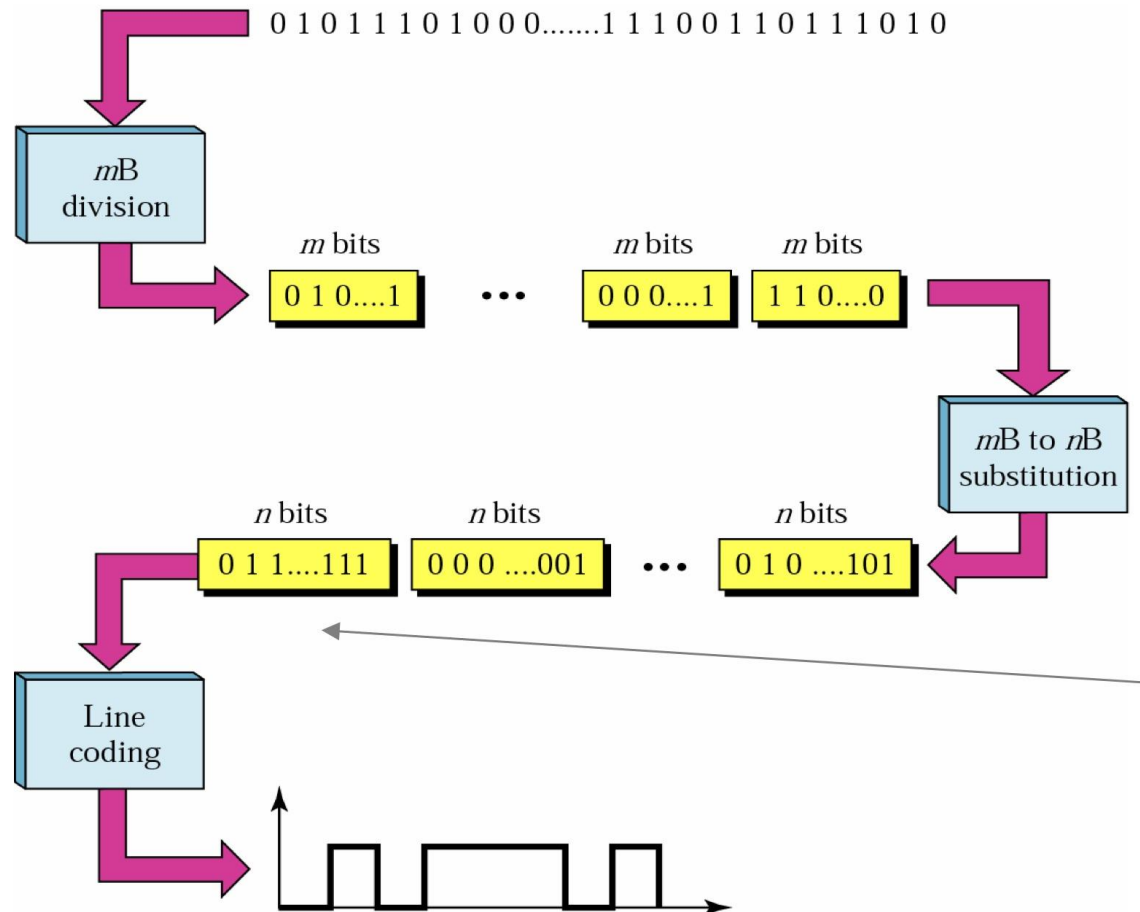 0 1 0 1 1 1 0 1 0 0 0.......1 1 1 0 0 1 1 0 1 1 1 0 1 0
mB
division
m bits m bits m bits
0 1 0....1 ••• 0 0 0....1 1 1 0....0
mB to nB
substitution
n bits n bits n bits
0 1 1....111 0 0 0 ....001 ••• 0 1 0 ....101
Line
coding